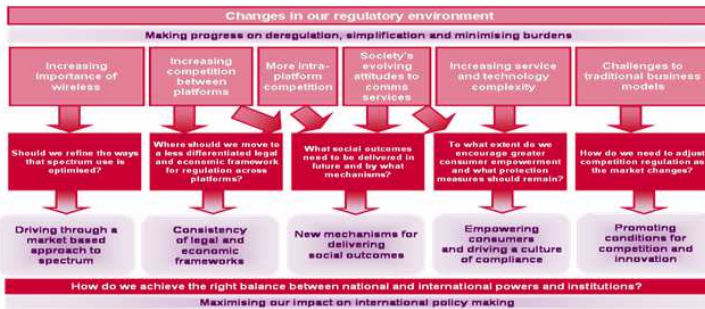 Changes in our regulatory environment
Making progress on deregulation, simplification and minimising burdens
Increasing
importance of
wireless
Increasing
competition
between
platforms
More intra-
platform
competition
Society's
evolving
attitudes to
comms
services
Increasing service
and technology
complexity
Challenges to
traditional business
models
Should we refine the ways
that spectrum use is
optimised?
Where should we move to
a less differentiated legal
and economic framework
for regulation across
platforms?
What social outcomes
need to be delivered in
future and by what
mechanisms?
To what extent do we
encourage greater
consumer empowerment
and what protection
measures should remain?
How do we need to adjust
competition regulation as
the market changes?
Driving through a
market based
approach to
spectrum
Consistency
of legal and
economic
frameworks
New mechanisms for
delivering
social outcomes
Empowering
consumers
and driving a culture
of compliance
Promoting
conditions for
competition and
innovation
How do we achieve the right balance between national and international powers and institutions?
Maximising our impact on international policy making